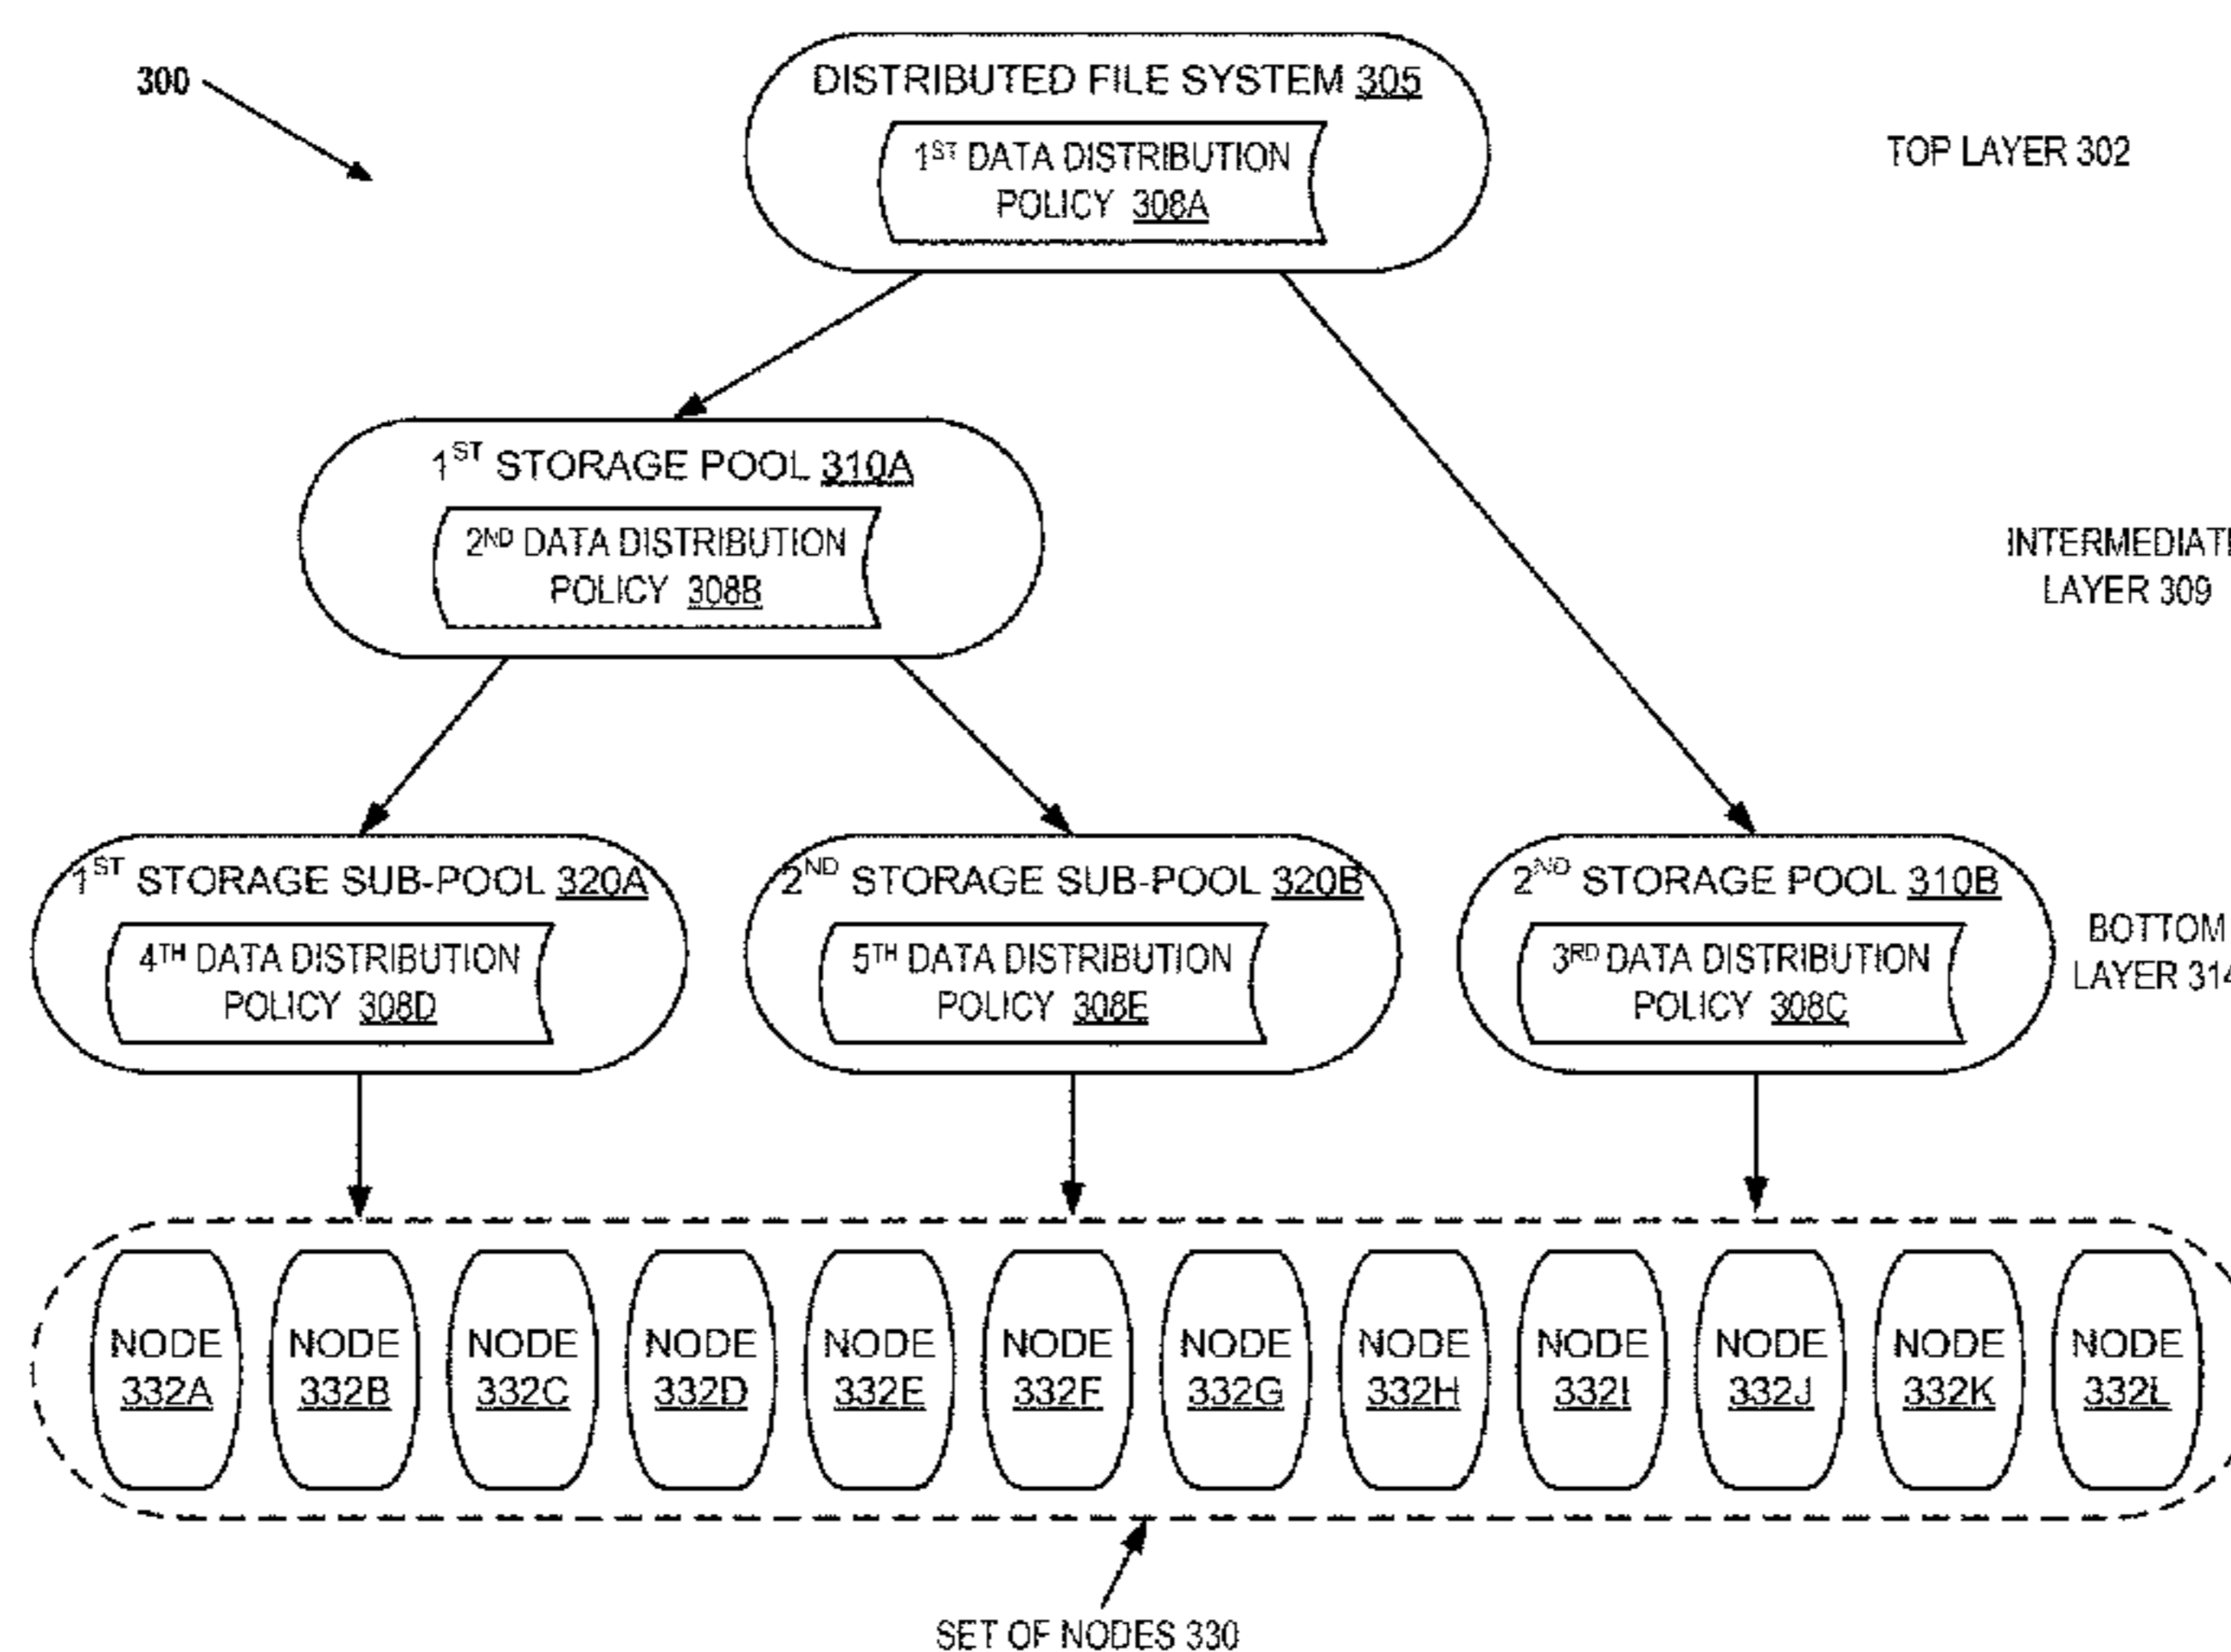 300
DISTRIBUTED FILE SYSTEM 305
1ST DATA DISTRIBUTION
POLICY 308A
TOP LAYER 302
1ST STORAGE POOL 310A
2ND DATA DISTRIBUTION
POLICY 308B
INTERMEDIATE
LAYER 309
1ST STORAGE SUB-POOL 320A
4TH DATA DISTRIBUTION
POLICY 308D
2ND STORAGE SUB-POOL 320B
5TH DATA DISTRIBUTION
POLICY 308E
2ND STORAGE POOL 310B
3RD DATA DISTRIBUTION
POLICY 308C
BOTTOM
LAYER 314
NODE
332A
NODE
332B
NODE
332C
NODE
332D
NODE
332E
NODE
332F
NODE
332G
NODE
332H
NODE
332I
NODE
332J
NODE
332K
NODE
332L
SET OF NODES 330